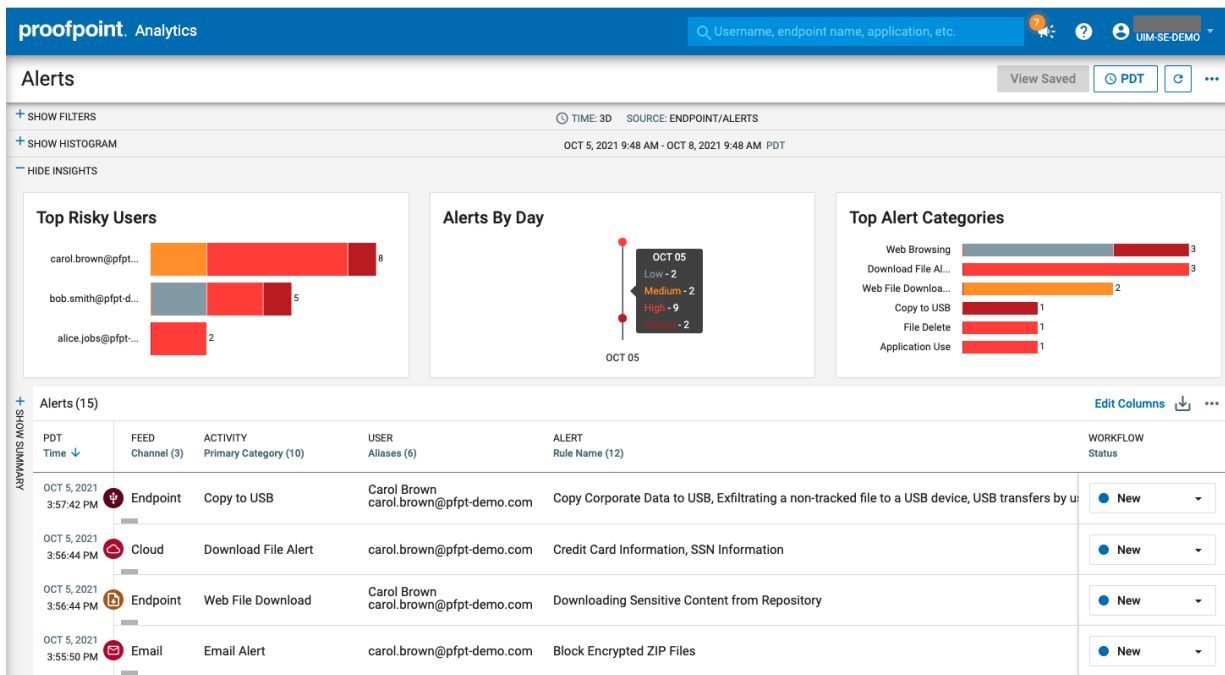 proofpoint. Analytics
Username, endpoint name, application, etc.
7
UIM-SE-DEMO
Alerts
View Saved
PDT
SHOW FILTERS
TIME: 3D SOURCE: ENDPOINT/ALERTS
SHOW HISTOGRAM
OCT 5, 2021 9:48 AM - OCT 8, 2021 9:48 AM PDT
HIDE INSIGHTS
Top Risky Users
carol.brown@pfpt...
8
bob.smith@pfpt-d...
5
alice.jobs@pfpt-...
2
Alerts By Day
OCT 05
Low - 2
Medium - 2
High - 9
Critical - 2
OCT 05
Top Alert Categories
Web Browsing
3
Download File Al...
3
Web File Downloa...
2
Copy to USB
1
File Delete
1
Application Use
1
SHOW SUMMARY
Alerts (15)
Edit Columns
PDT FEED ACTIVITY USER ALERT WORKFLOW
Time Channel (3) Primary Category (10) Aliases (6) Rule Name (12) Status
OCT 5, 2021
3:57:42 PM
Endpoint
Copy to USB
Carol Brown
carol.brown@pfpt-demo.com
Copy Corporate Data to USB, Exfiltrating a non-tracked file to a USB device, USB transfers by us
New
OCT 5, 2021
3:56:44 PM
Cloud
Download File Alert
carol.brown@pfpt-demo.com
Credit Card Information, SSN Information
New
OCT 5, 2021
3:56:44 PM
Endpoint
Web File Download
Carol Brown
carol.brown@pfpt-demo.com
Downloading Sensitive Content from Repository
New
OCT 5, 2021
3:55:50 PM
Email
Email Alert
carol.brown@pfpt-demo.com
Block Encrypted ZIP Files
New